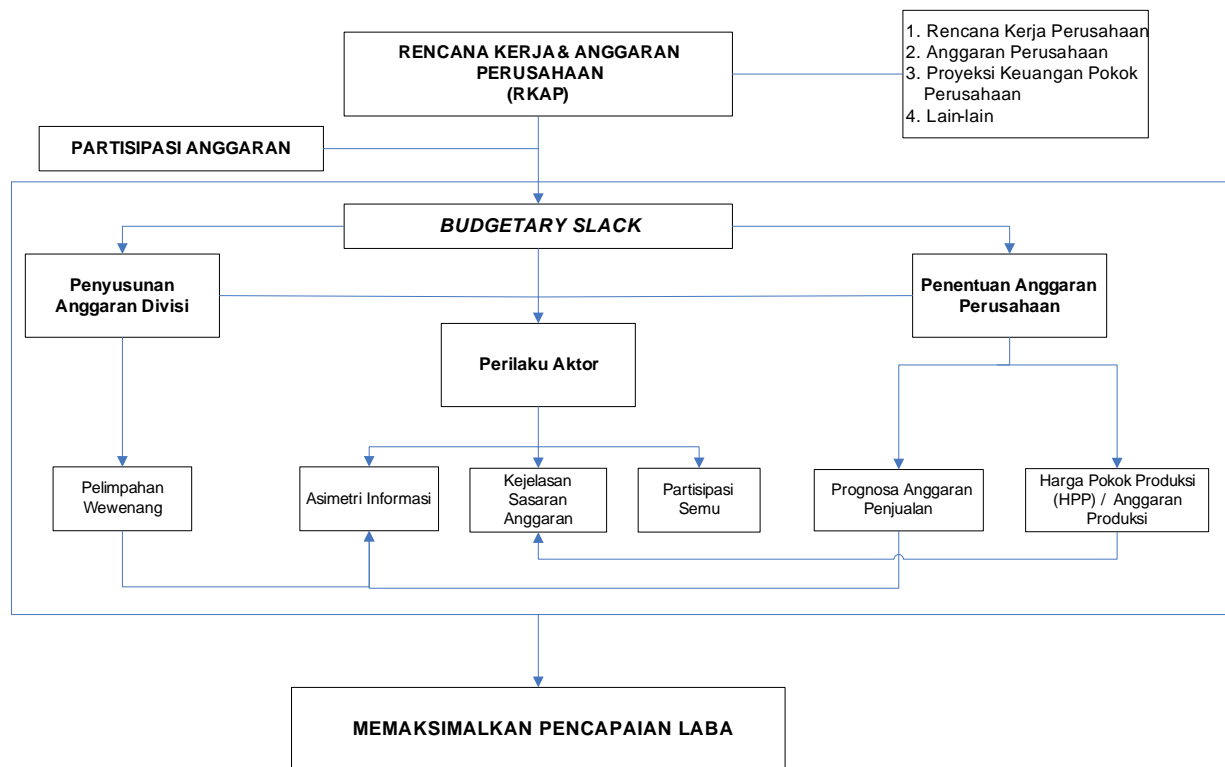 RENCANA KERJA & ANGGARAN
PERUSAHAAN
(RKAP)
1. Rencana Kerja Perusahaan
2. Anggaran Perusahaan
3. Proyeksi Keuangan Pokok
Perusahaan
4. Lain-lain
PARTISIPASI ANGGARAN
BUDGETARY SLACK
Penyusunan
Anggaran Divisi
Penentuan Anggaran
Perusahaan
Perilaku Aktor
Pelimpahan
Wewenang
Asimetri Informasi
Kejelasan
Sasaran
Anggaran
Partisipasi
Semu
Prognosa Anggaran
Penjualan
Harga Pokok Produksi
(HPP) / Anggaran
Produksi
MEMAKSIMALKAN PENCAPAIAN LABA